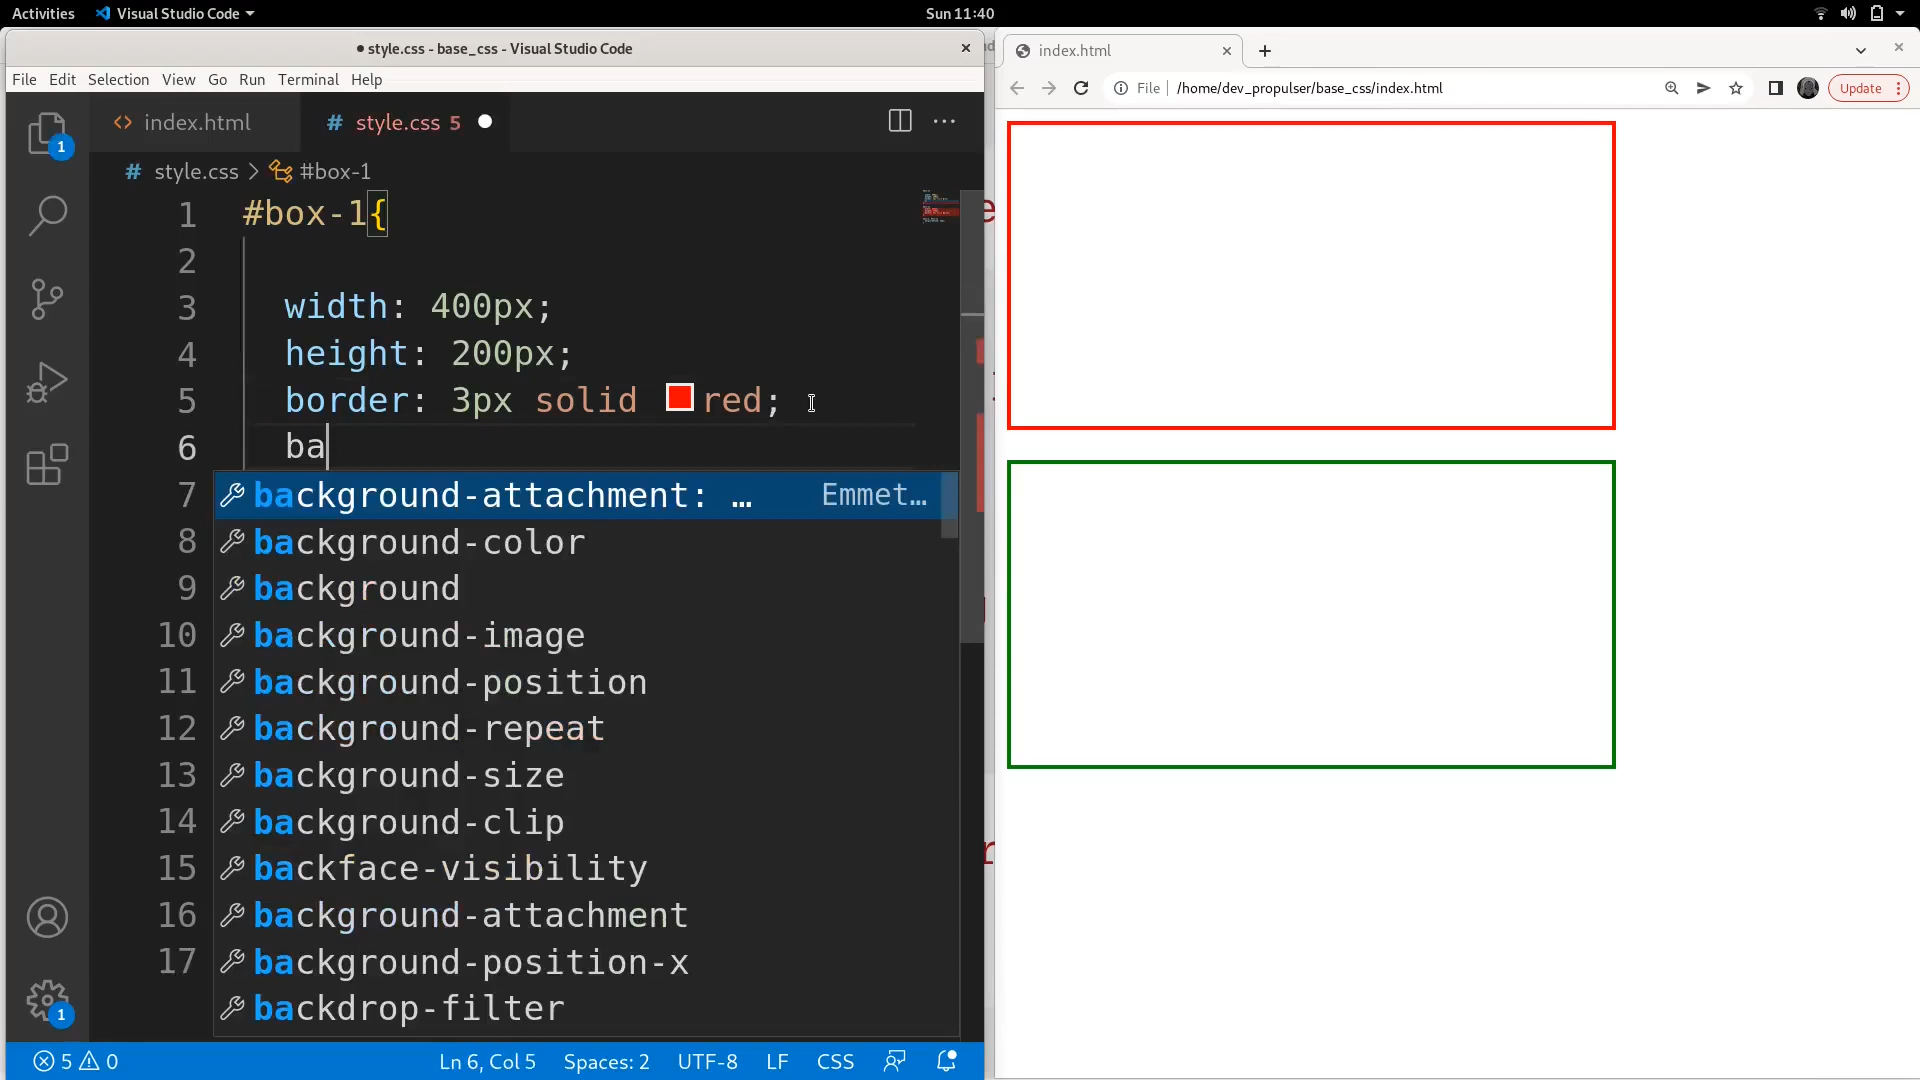 Activities Visual Studio Code Sun 11:40
● style.css - base_css - Visual Studio Code
File Edit Selection View Go Run Terminal Help
index.html # style.css 5
# style.css > #box-1
1 #box-1{
2
3 width: 400px;
4 height: 200px;
5 border: 3px solid red;
6 ba
7 background-attachment: … Emmet…
8 background-color
9 background
10 background-image
11 background-position
12 background-repeat
13 background-size
14 background-clip
15 backface-visibility
16 background-attachment
17 background-position-x
backdrop-filter
1
1
5 0 Ln 6, Col 5 Spaces: 2 UTF-8 LF CSS
index.html
File /home/dev_propulser/base_css/index.html Update